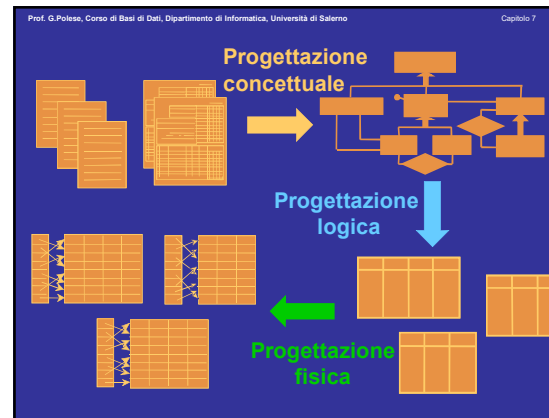 Prof. G.Polese, Corso di Basi di Dati, Dipartimento di Informatica, Università di Salerno
Capitolo 7
Progettazione
concettuale
Progettazione
logica
Progettazione
fisica